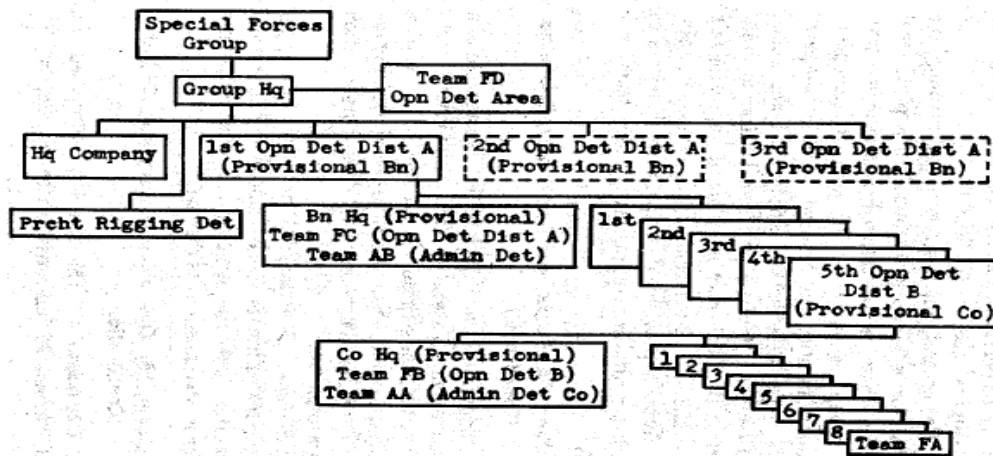 Special Forces
Group
Group Hq
Team FD
Opn Det Area
Hq Company
Prcht Rigging Det
1st Opn Det Dist A
(Provisional Bn)
2nd Opn Det Dist A
(Provisional Bn)
3rd Opn Det Dist A
(Provisional Bn)
Bn Hq (Provisional)
Team FC (Opn Det Dist A)
Team AB (Admin Det)
1st
2nd
3rd
4th
5th Opn Det
Dist B
(Provisional Co)
Co Hq (Provisional)
Team FB (Opn Det B)
Team AA (Admin Det Co)
1
2
3
4
5
6
7
8
Team FA